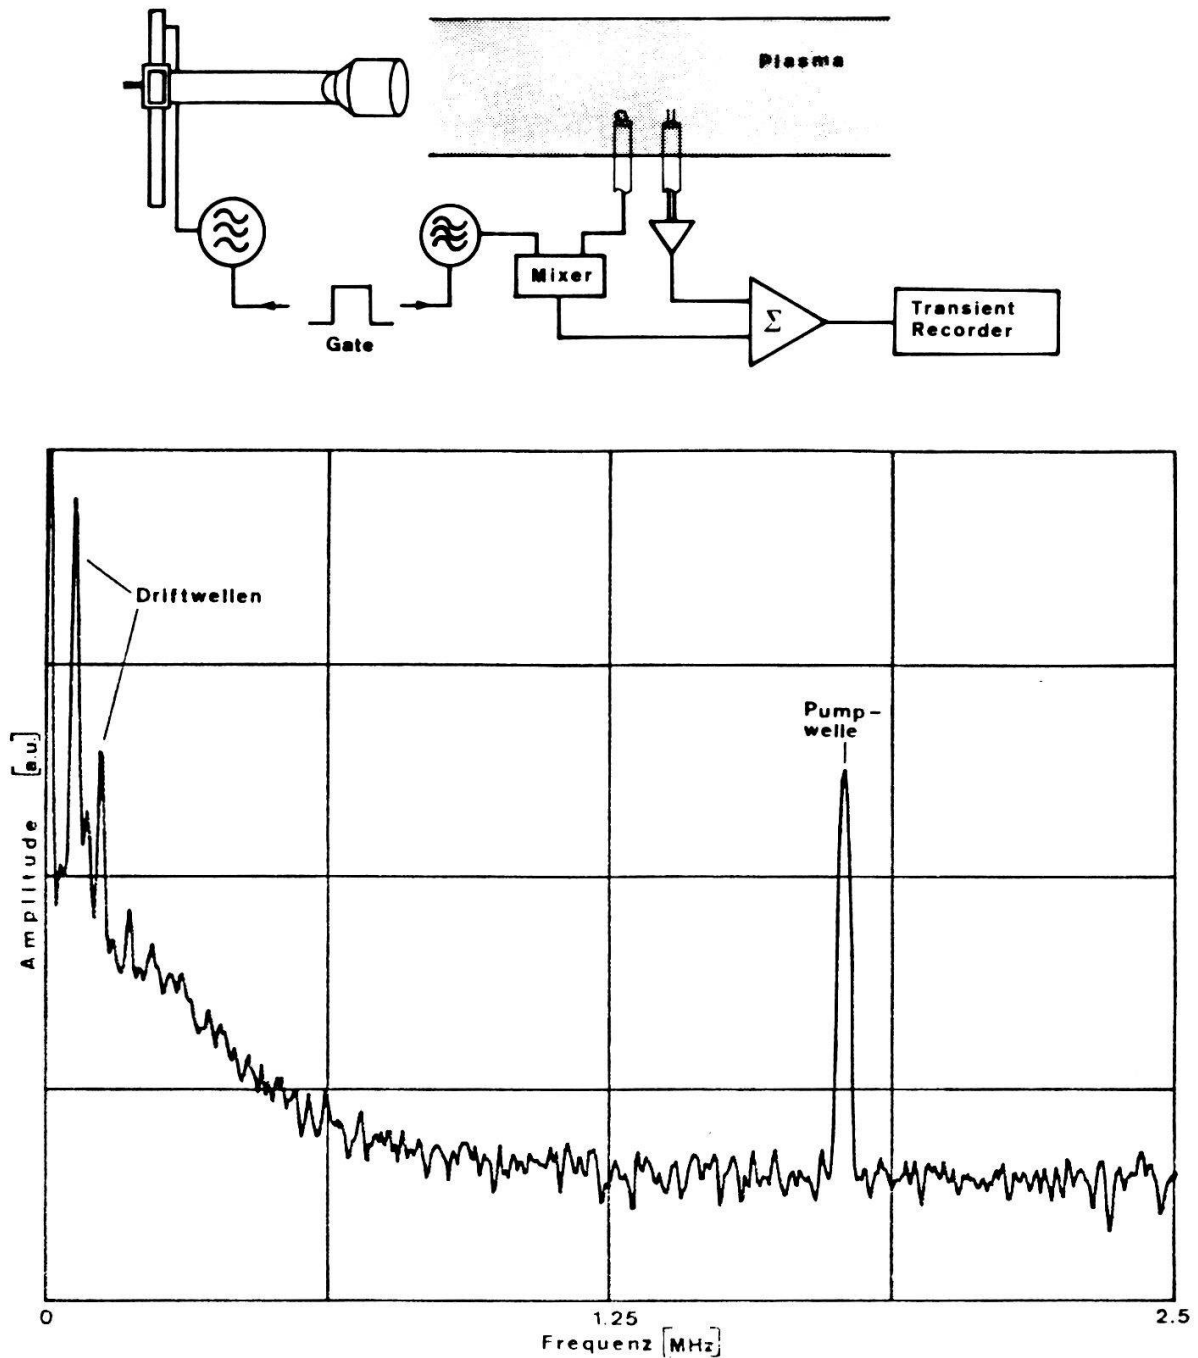 Plasma
Mixer
Gate
Σ
Transient
Recorder
Driftwellen
Pump-
welle
Amplitude [a.u.]
0
1.25
2.5
Frequenz [MHz]